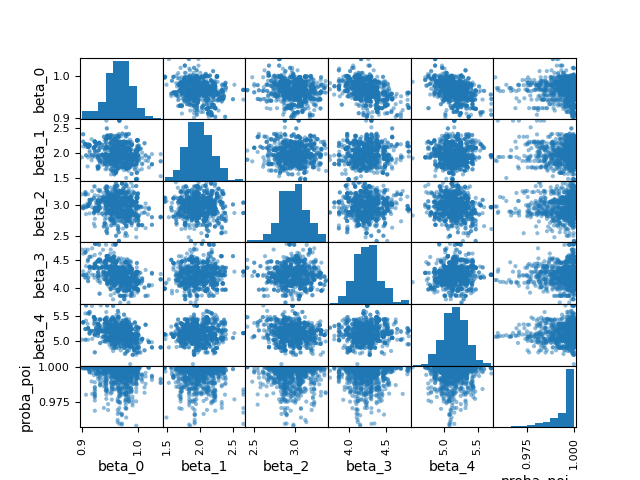 beta_0
1.0
0.9
beta_1
2.5
2.0
1.5
beta_2
3.0
2.5
beta_3
4.5
4.0
beta_4
5.5
5.0
proba_poi
1.000
0.975
0.9 1.0 1.5 2.0 2.5 2.5 3.0 4.0 4.5 5.0 5.5 0.975 1.000
beta_0 beta_1 beta_2 beta_3 beta_4 proba_poi